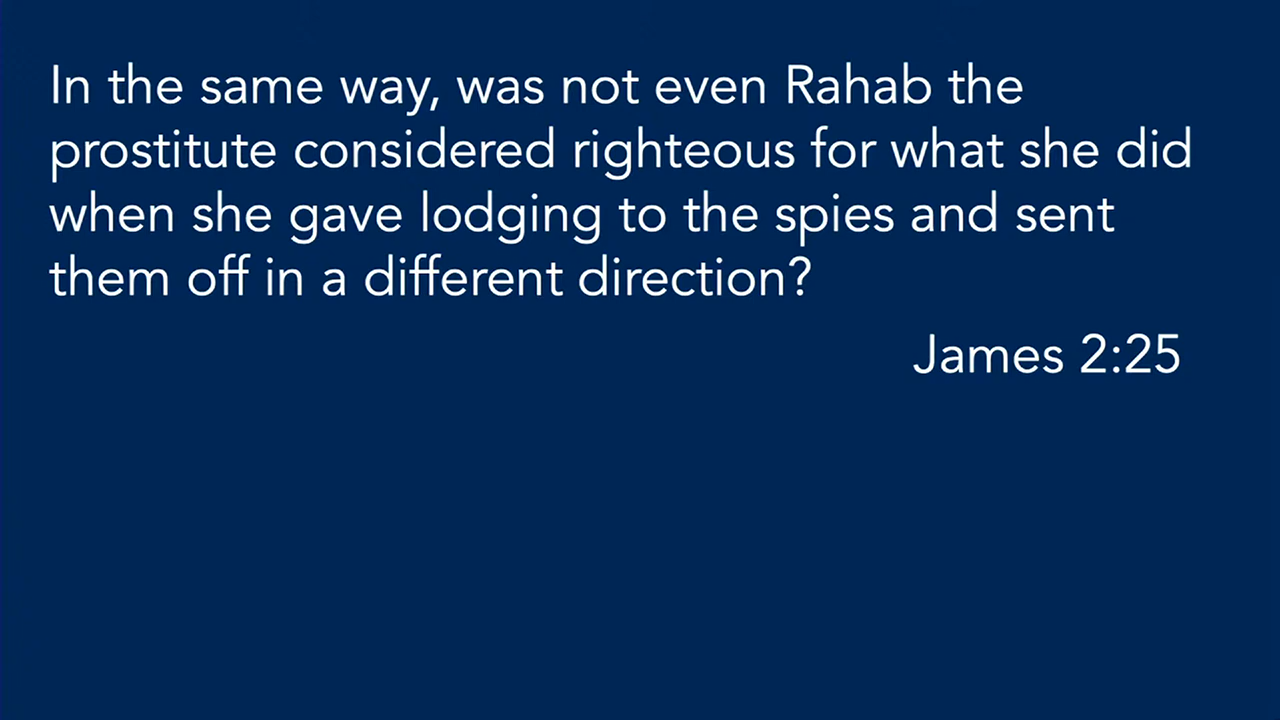 In the same way, was not even Rahab the
prostitute considered righteous for what she did
when she gave lodging to the spies and sent
them off in a different direction?
James 2:25